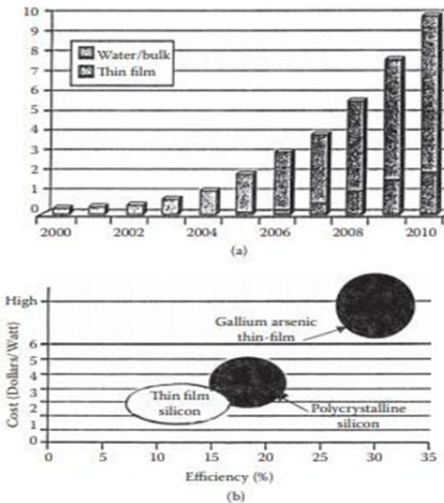 10
9
8
7
6
5
4
3
2
1
0
Water/bulk
Thin film
2000 2002 2004 2006 2008 2010
(a)
High
6
5
4
3
2
1
0
Cost (Dollars/Watt)
Gallium arsenic
thin-film
Thin film
silicon
Polycrystalline
silicon
0 5 10 15 20 25 30 35
Efficiency (%)
(b)